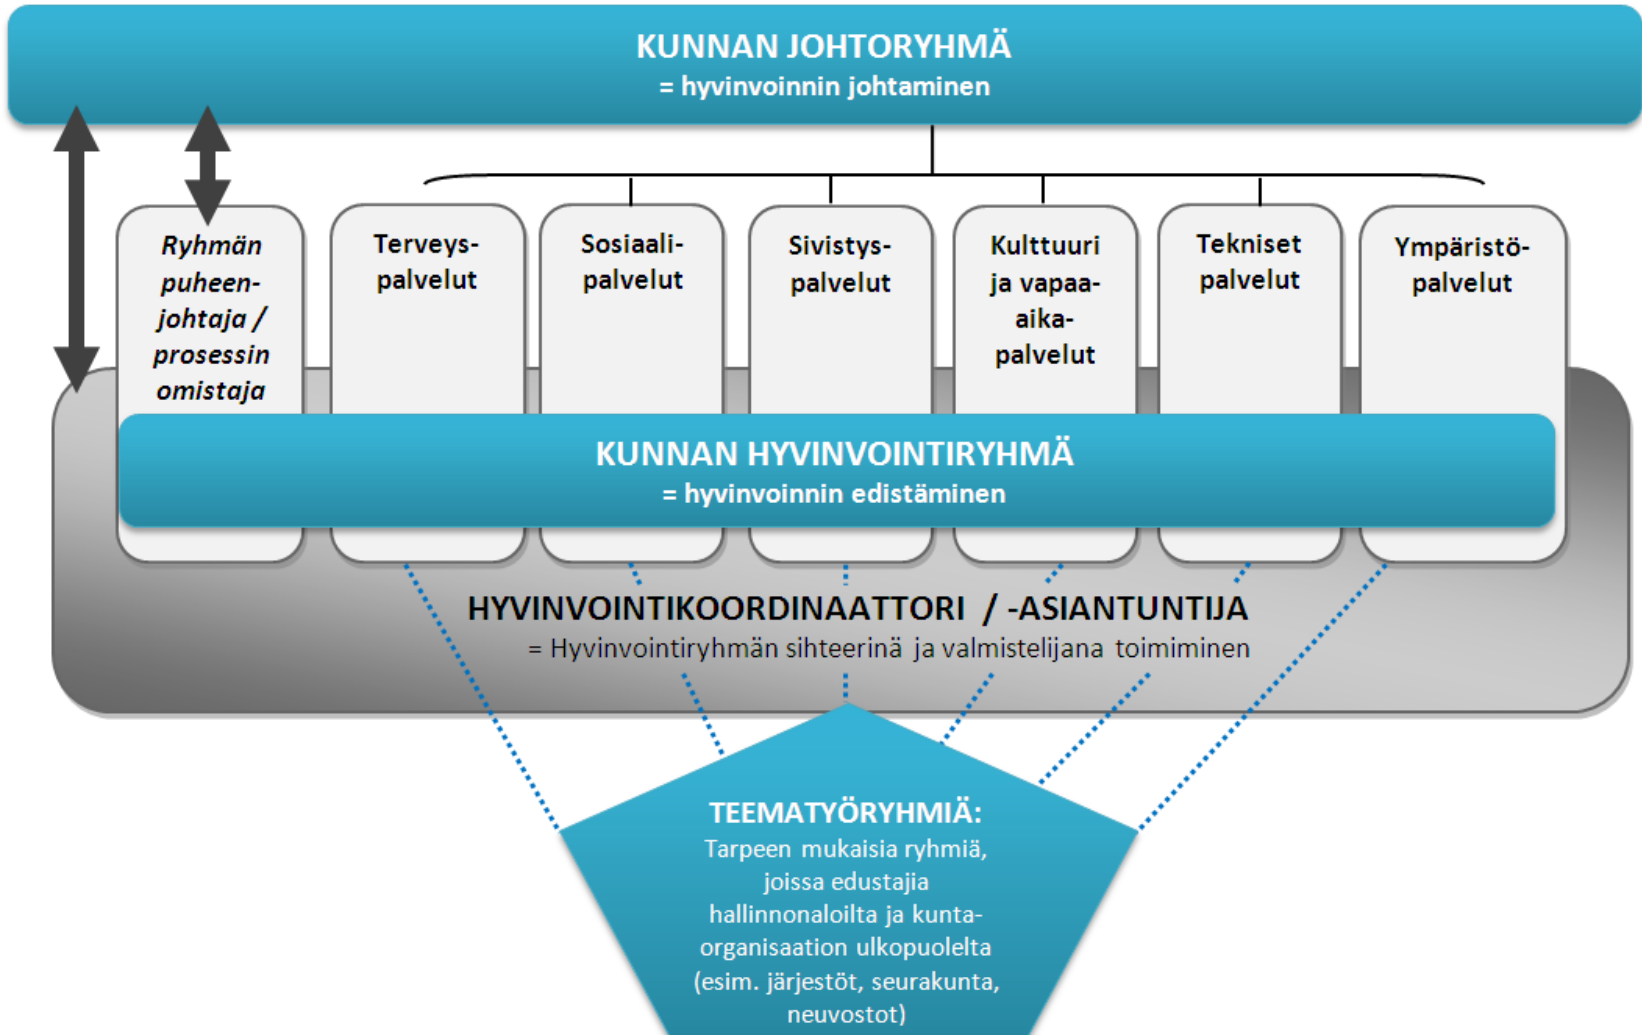 KUNNAN JOHTORYHMÄ
= hyvinvoinnin johtaminen
Ryhmän
puheen-
johtaja /
prosessin
omistaja
Terveys-
palvelut
Sosiaali-
palvelut
Sivistys-
palvelut
Kulttuuri
ja vapaa-
aika-
palvelut
Tekniset
palvelut
Ympäristö-
palvelut
KUNNAN HYVINVOINTIRYHMÄ
= hyvinvoinnin edistäminen
HYVINVOINTIKOORDINAATTORI / -ASIANTUNTIJA
= Hyvinvointiryhmän sihteerinä ja valmistelijana toimiminen
TEEMATYÖRYHMIÄ:
Tarpeen mukaisia ryhmiä,
joissa edustajia
hallinnonaloilta ja kunta-
organisaation ulkopuolelta
(esim. järjestöt, seurakunta,
neuvostot)